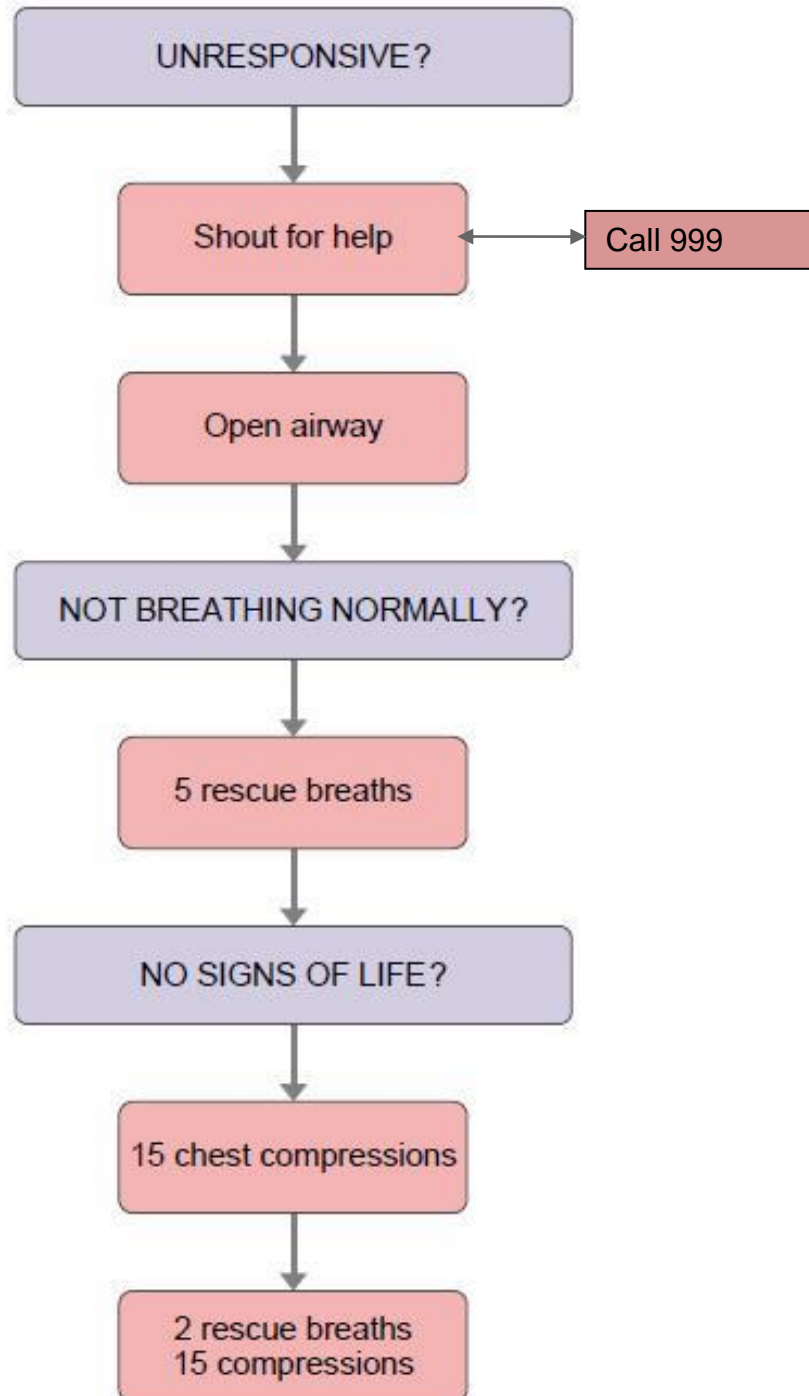 UNRESPONSIVE?
Shout for help
Call 999
Open airway
NOT BREATHING NORMALLY?
5 rescue breaths
NO SIGNS OF LIFE?
15 chest compressions
2 rescue breaths
15 compressions